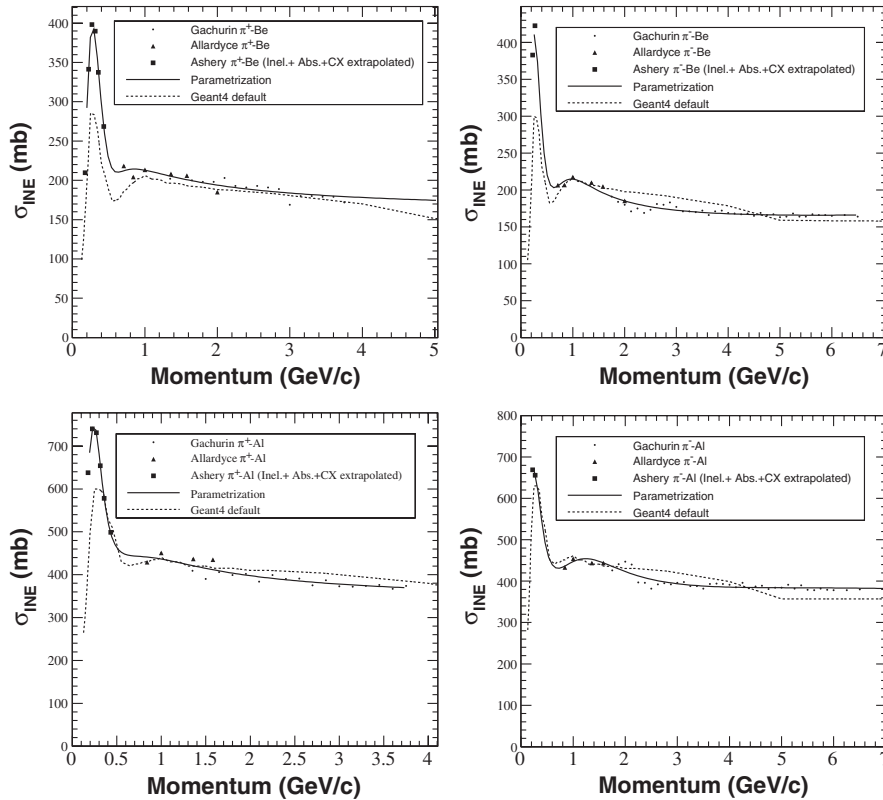 Gachurin π⁺-Be
Allardyce π⁺-Be
Ashery π⁺-Be (Inel.+ Abs.+CX extrapolated)
Parametrization
Geant4 default
σINE (mb)
400
350
300
250
200
150
100
50
0
0 1 2 3 4 5
Momentum (GeV/c)
Gachurin π⁻-Be
Allardyce π⁻-Be
Ashery π⁻-Be (Inel.+ Abs.+CX extrapolated)
Parametrization
Geant4 default
σINE (mb)
450
400
350
300
250
200
150
100
50
0
0 1 2 3 4 5 6 7
Momentum (GeV/c)
Gachurin π⁺-Al
Allardyce π⁺-Al
Ashery π⁺-Al (Inel.+ Abs.+CX extrapolated)
Parametrization
Geant4 default
σINE (mb)
700
600
500
400
300
200
100
0
0 0.5 1 1.5 2 2.5 3 3.5 4
Momentum (GeV/c)
Gachurin π⁻-Al
Allardyce π⁻-Al
Ashery π⁻-Al (Inel.+ Abs.+CX extrapolated)
Parametrization
Geant4 default
σINE (mb)
800
700
600
500
400
300
200
100
0
0 1 2 3 4 5 6 7
Momentum (GeV/c)